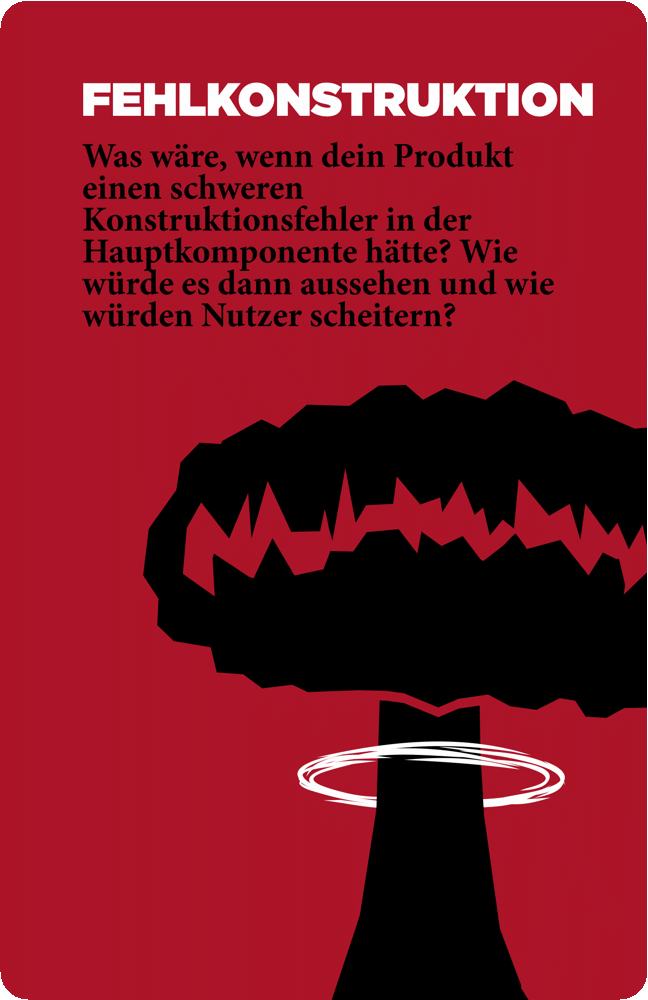 FEHLKONSTRUKTION
Was wäre, wenn dein Produkt
einen schweren
Konstruktionsfehler in der
Hauptkomponente hätte? Wie
würde es dann aussehen und wie
würden Nutzer scheitern?